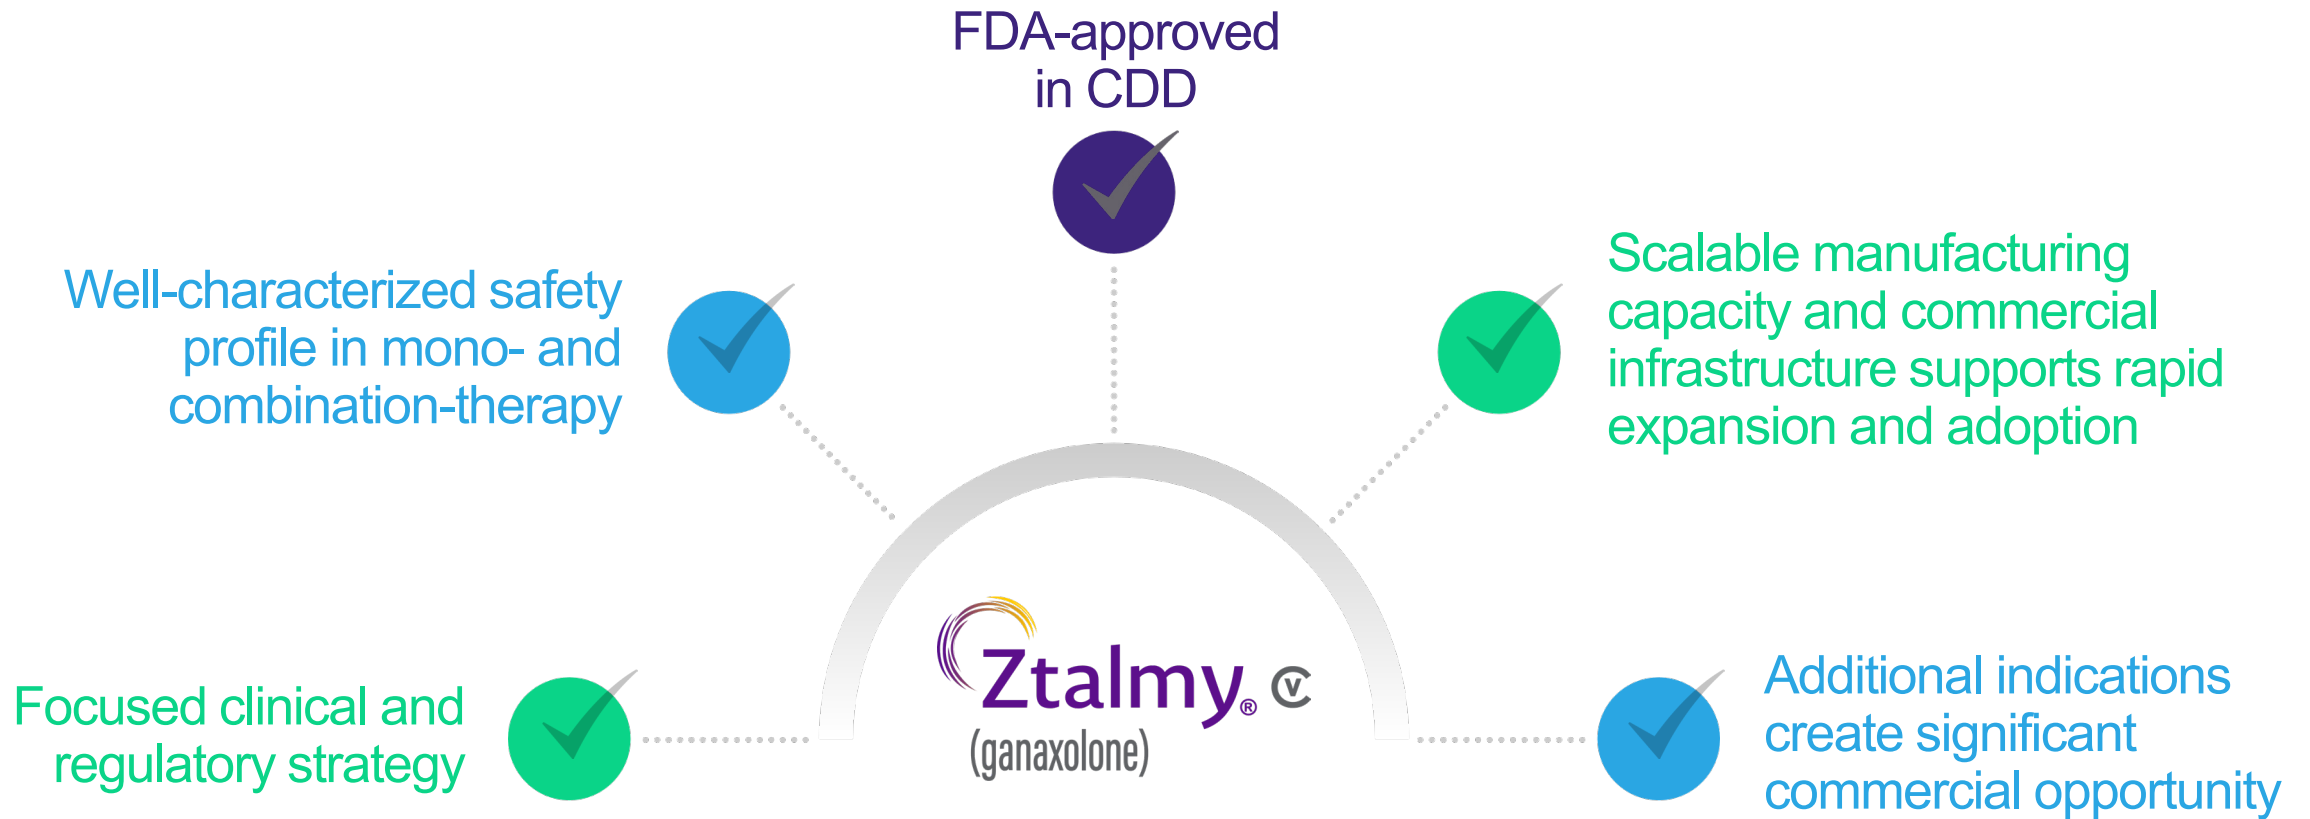 FDA-approved
in CDD
Well-characterized safety
profile in mono- and
combination-therapy
Scalable manufacturing
capacity and commercial
infrastructure supports rapid
expansion and adoption
Focused clinical and
regulatory strategy
Ztalmy® CV
(ganaxolone)
Additional indications
create significant
commercial opportunity